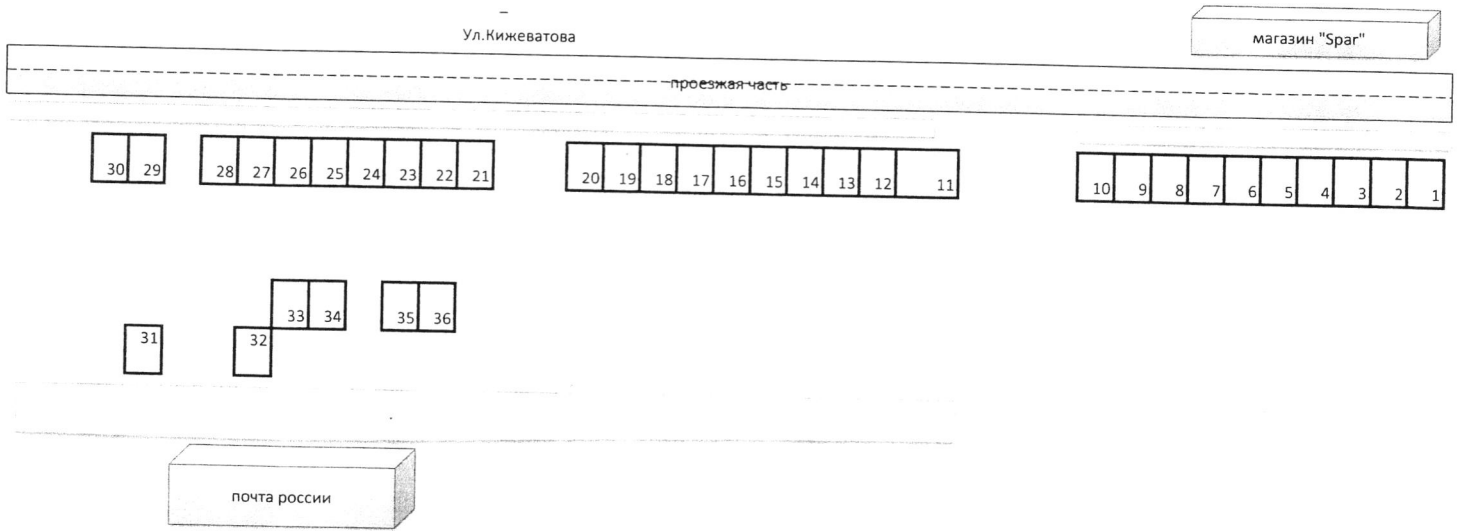 Ул.Кижеватова
магазин "Spar"
проезжая часть
30 29 28 27 26 25 24 23 22 21 20 19 18 17 16 15 14 13 12 11 10 9 8 7 6 5 4 3 2 1
33 34 35 36
31 32
почта россии